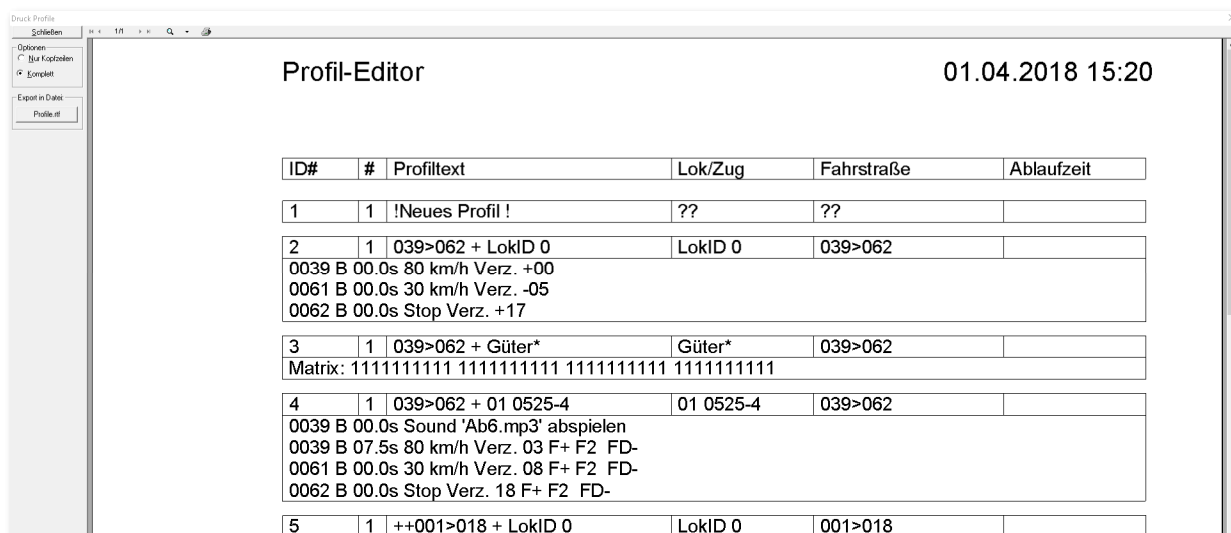 Druck Profile
Schließen 1/1
Optionen
Nur Kopfzeilen
Komplett
Export in Datei:
Profile.rtf
Profil-Editor 01.04.2018 15:20
ID# # Profiltext Lok/Zug Fahrstraße Ablaufzeit
1 1 !Neues Profil ! ?? ??
2 1 039>062 + LokID 0 LokID 0 039>062
0039 B 00.0s 80 km/h Verz. +00
0061 B 00.0s 30 km/h Verz. -05
0062 B 00.0s Stop Verz. +17
3 1 039>062 + Güter* Güter* 039>062
Matrix: 1111111111 1111111111 1111111111 1111111111
4 1 039>062 + 01 0525-4 01 0525-4 039>062
0039 B 00.0s Sound 'Ab6.mp3' abspielen
0039 B 07.5s 80 km/h Verz. 03 F+ F2 FD-
0061 B 00.0s 30 km/h Verz. 08 F+ F2 FD-
0062 B 00.0s Stop Verz. 18 F+ F2 FD-
5 1 ++001>018 + LokID 0 LokID 0 001>018